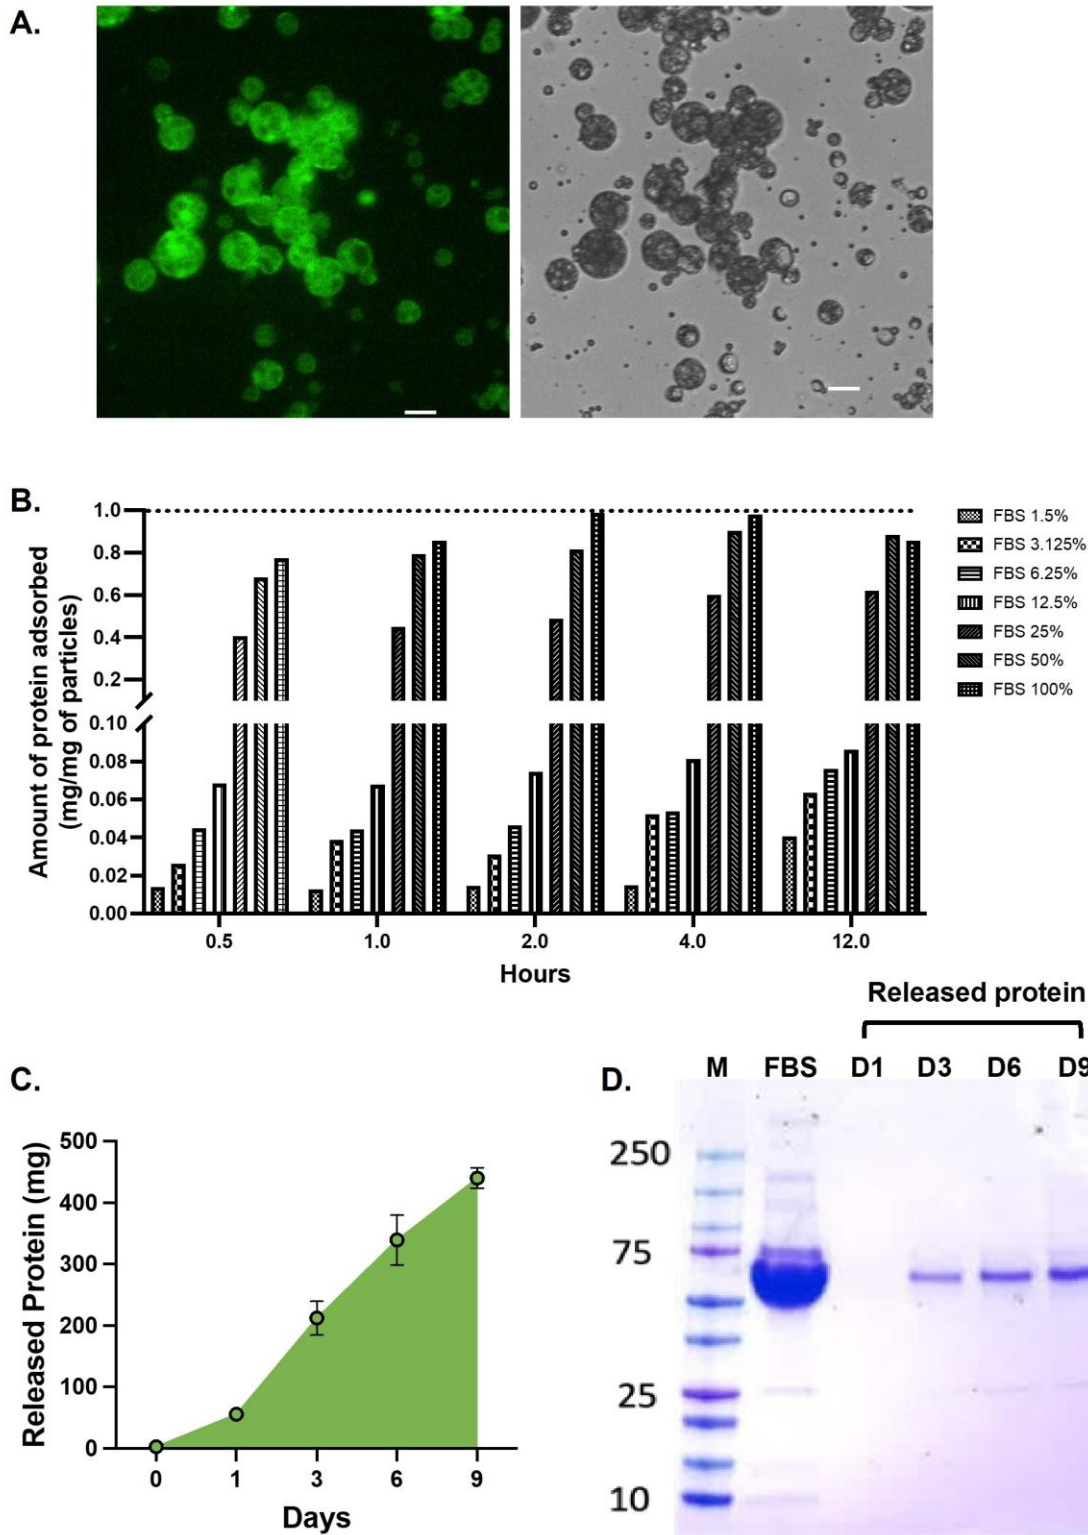 A.
B.
Amount of protein adsorbed
(mg/mg of particles)
1.0
0.8
0.6
0.4
0.2
0.10
0.08
0.06
0.04
0.02
0.00
0.5
1.0
2.0
4.0
12.0
Hours
FBS 1.5%
FBS 3.125%
FBS 6.25%
FBS 12.5%
FBS 25%
FBS 50%
FBS 100%
C.
Released Protein (mg)
500
400
300
200
100
0
0
1
3
6
9
Days
D.
Released protein
M
FBS
D1
D3
D6
D9
250
75
25
10